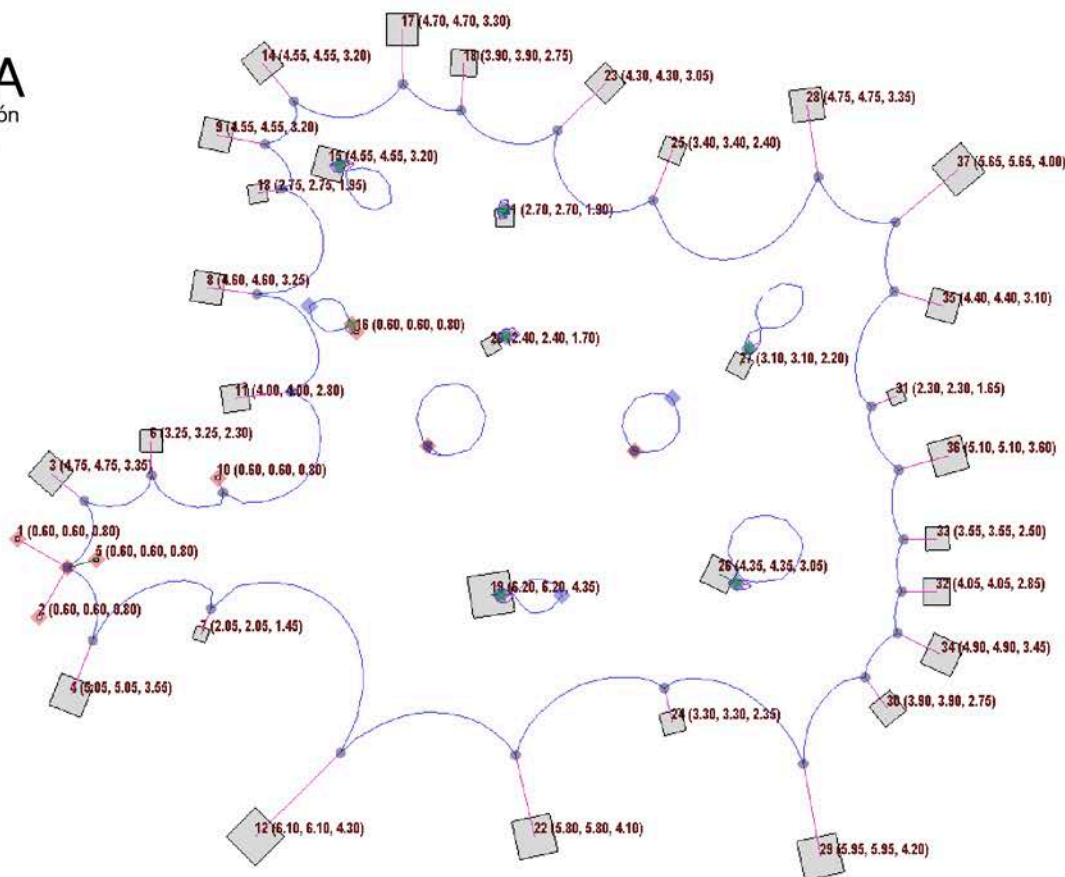 A
ón
17 (4.70, 4.70, 3.30)
14 (4.55, 4.55, 3.20)
18 (3.90, 3.90, 2.75)
23 (4.30, 4.30, 3.05)
28 (4.75, 4.75, 3.35)
9 (4.55, 4.55, 3.20)
25 (3.40, 3.40, 2.40)
15 (4.55, 4.55, 3.20)
37 (5.65, 5.65, 4.00)
13 (2.75, 2.75, 1.95)
(2.70, 2.70, 1.90)
8 (4.60, 4.60, 3.25)
35 (4.40, 4.40, 3.10)
16 (0.60, 0.60, 0.80)
(2.40, 2.40, 1.70)
27 (3.10, 3.10, 2.20)
11 (4.00, 4.00, 2.80)
31 (2.30, 2.30, 1.65)
6 (3.25, 3.25, 2.30)
36 (5.10, 5.10, 3.60)
3 (4.75, 4.75, 3.35)
10 (0.60, 0.60, 0.80)
1 (0.60, 0.60, 0.80)
33 (3.55, 3.55, 2.50)
5 (0.60, 0.60, 0.80)
26 (4.35, 4.35, 3.05)
19 (6.20, 6.20, 4.35)
32 (4.05, 4.05, 2.85)
2 (0.60, 0.60, 0.80)
7 (2.05, 2.05, 1.45)
34 (4.90, 4.90, 3.45)
4 (5.05, 5.05, 3.55)
30 (3.90, 3.90, 2.75)
24 (3.30, 3.30, 2.35)
12 (6.10, 6.10, 4.30)
22 (5.80, 5.80, 4.10)
29 (5.95, 5.95, 4.20)